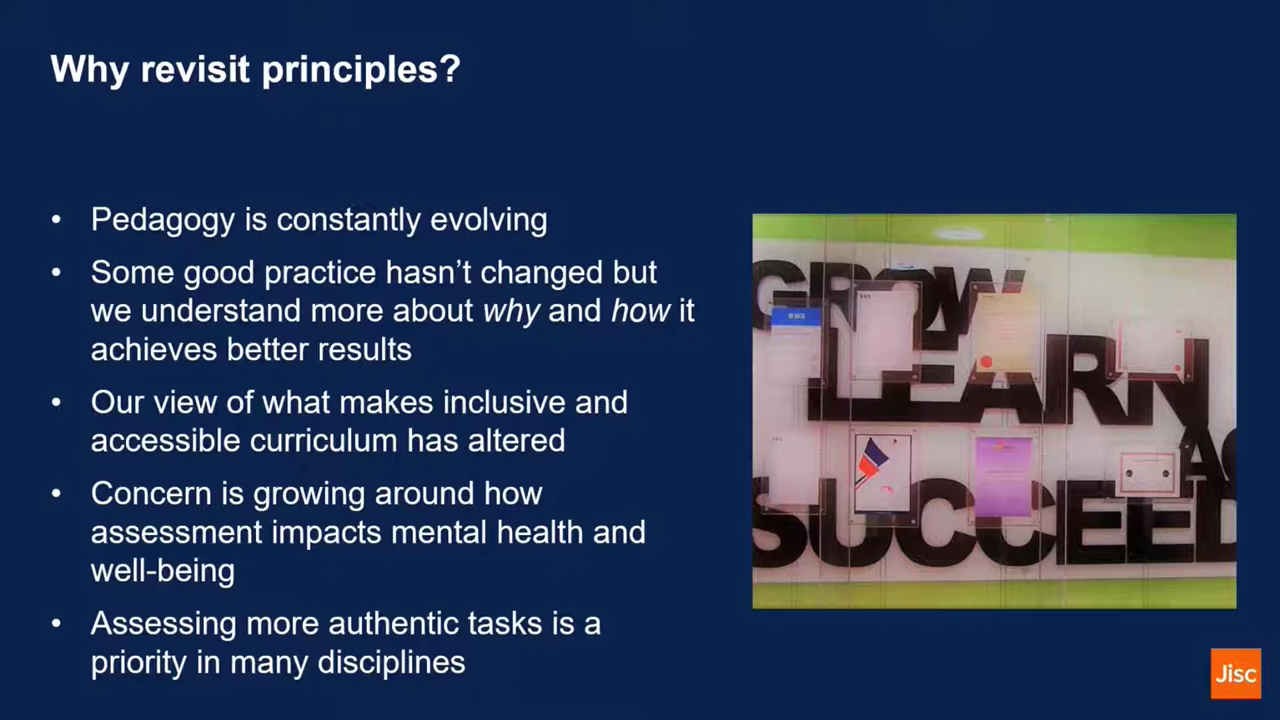 Why revisit principles?
• Pedagogy is constantly evolving
• Some good practice hasn’t changed but
we understand more about why and how it
achieves better results
• Our view of what makes inclusive and
accessible curriculum has altered
• Concern is growing around how
assessment impacts mental health and
well-being
• Assessing more authentic tasks is a
priority in many disciplines
GROW
LEARN
SUCCEED
Jisc